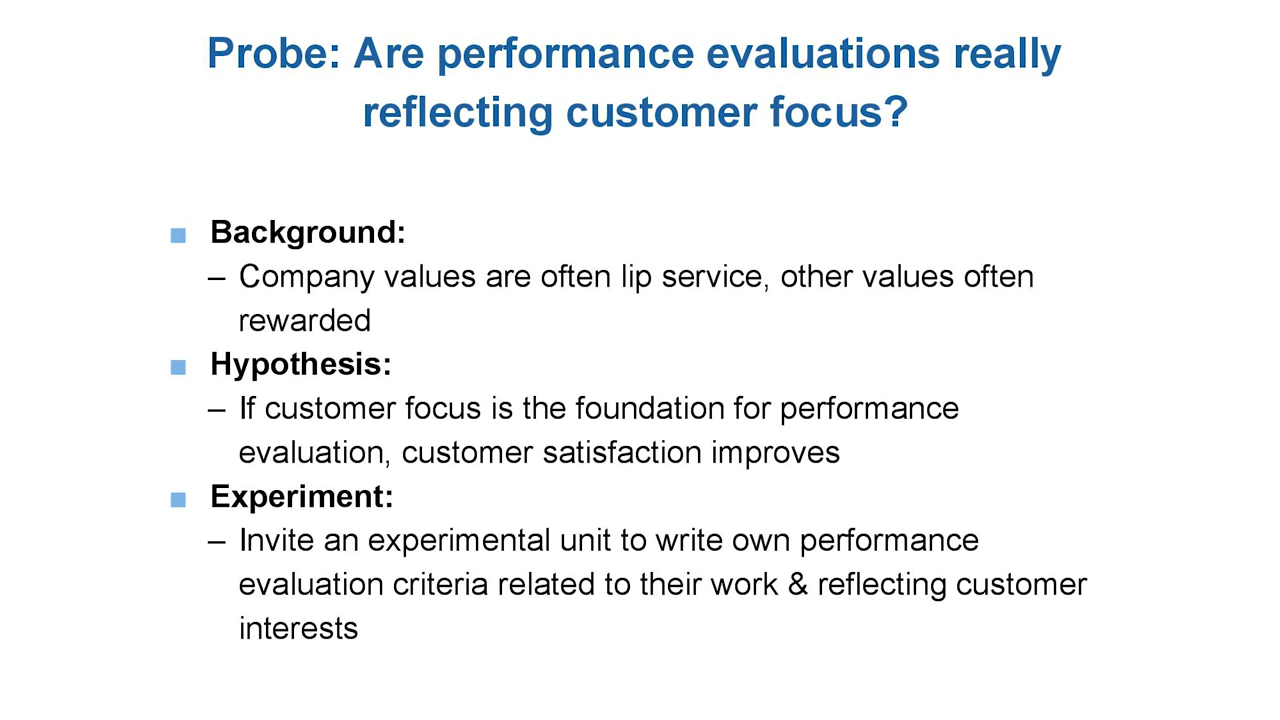 Probe: Are performance evaluations really
reflecting customer focus?
■ Background:
– Company values are often lip service, other values often
rewarded
■ Hypothesis:
– If customer focus is the foundation for performance
evaluation, customer satisfaction improves
■ Experiment:
– Invite an experimental unit to write own performance
evaluation criteria related to their work & reflecting customer
interests